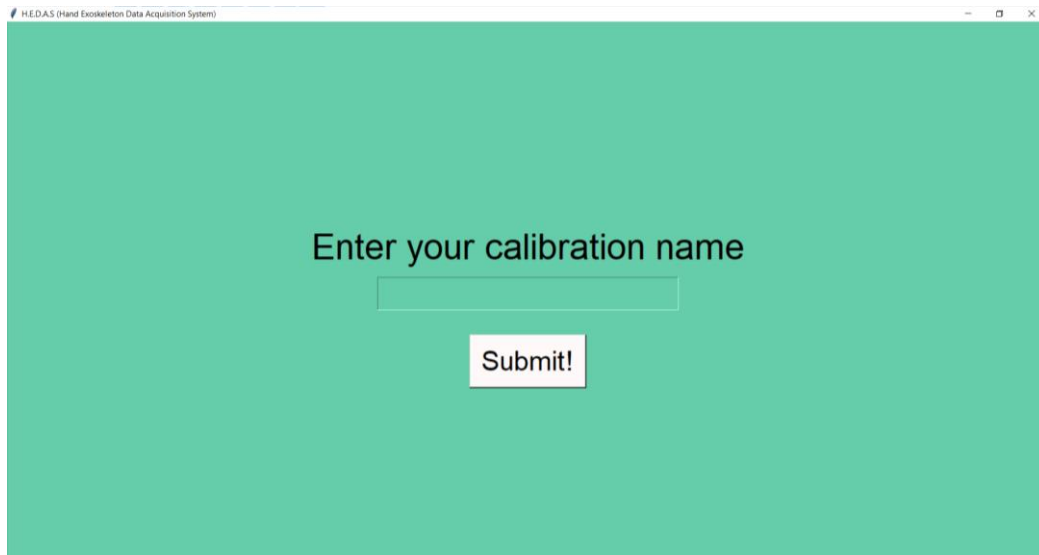 H.E.D.A.S (Hand Exoskeleton Data Acquisition System)
Enter your calibration name
Submit!